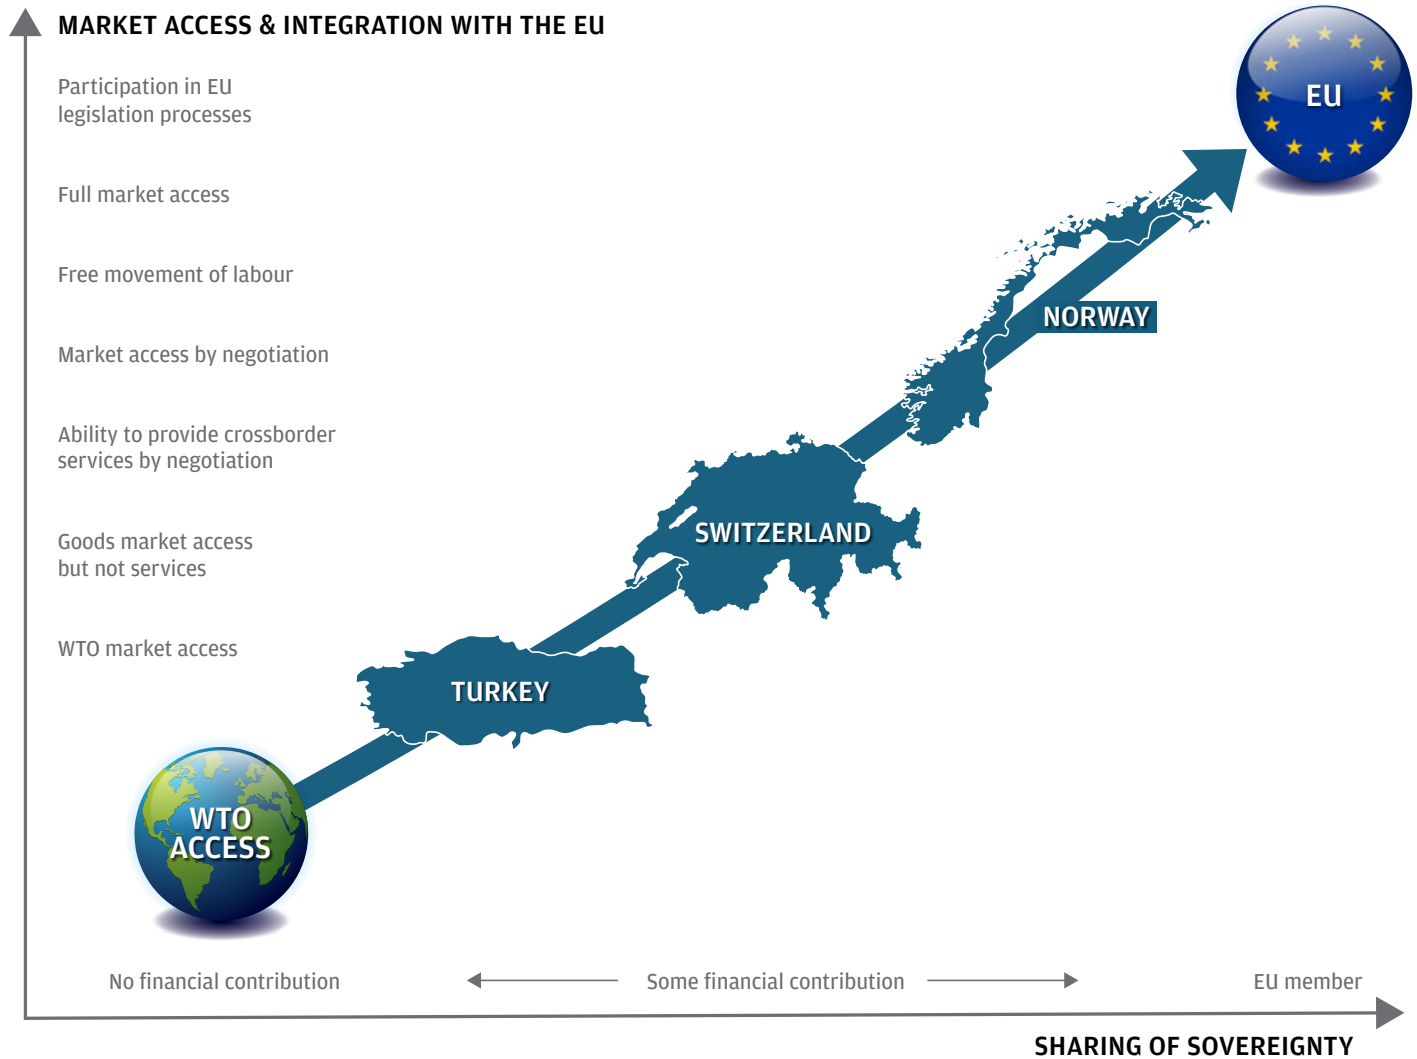 MARKET ACCESS & INTEGRATION WITH THE EU
Participation in EU
legislation processes
Full market access
Free movement of labour
Market access by negotiation
Ability to provide crossborder
services by negotiation
Goods market access
but not services
WTO market access
EU
NORWAY
SWITZERLAND
TURKEY
WTO
ACCESS
No financial contribution
Some financial contribution
EU member
SHARING OF SOVEREIGNTY